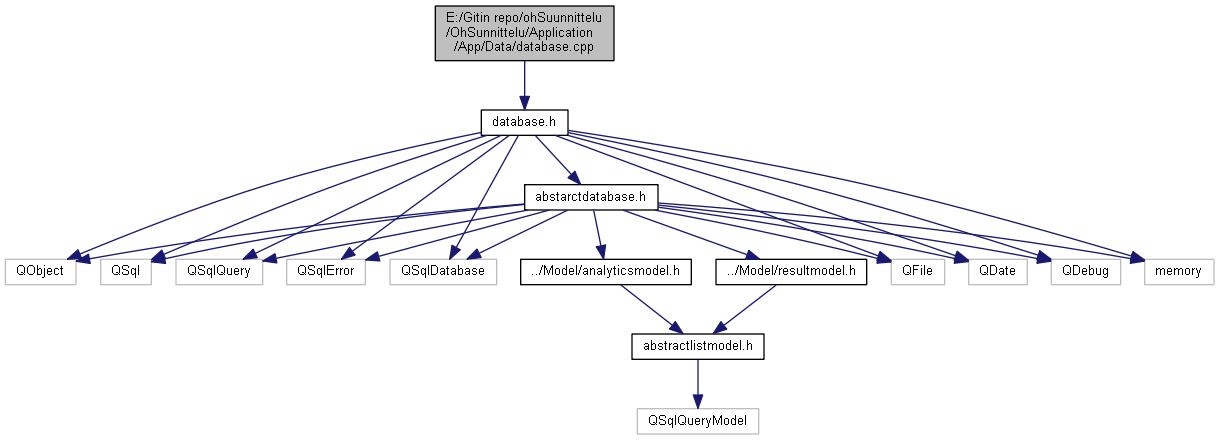 E:/Gitin repo/ohSuunnittelu
/OhSunnittelu/Application
/App/Data/database.cpp
database.h
abstarctdatabase.h
QObject
QSql
QSqlQuery
QSqlError
QSqlDatabase
../Model/analyticsmodel.h
../Model/resultmodel.h
QFile
QDate
QDebug
memory
abstractlistmodel.h
QSqlQueryModel